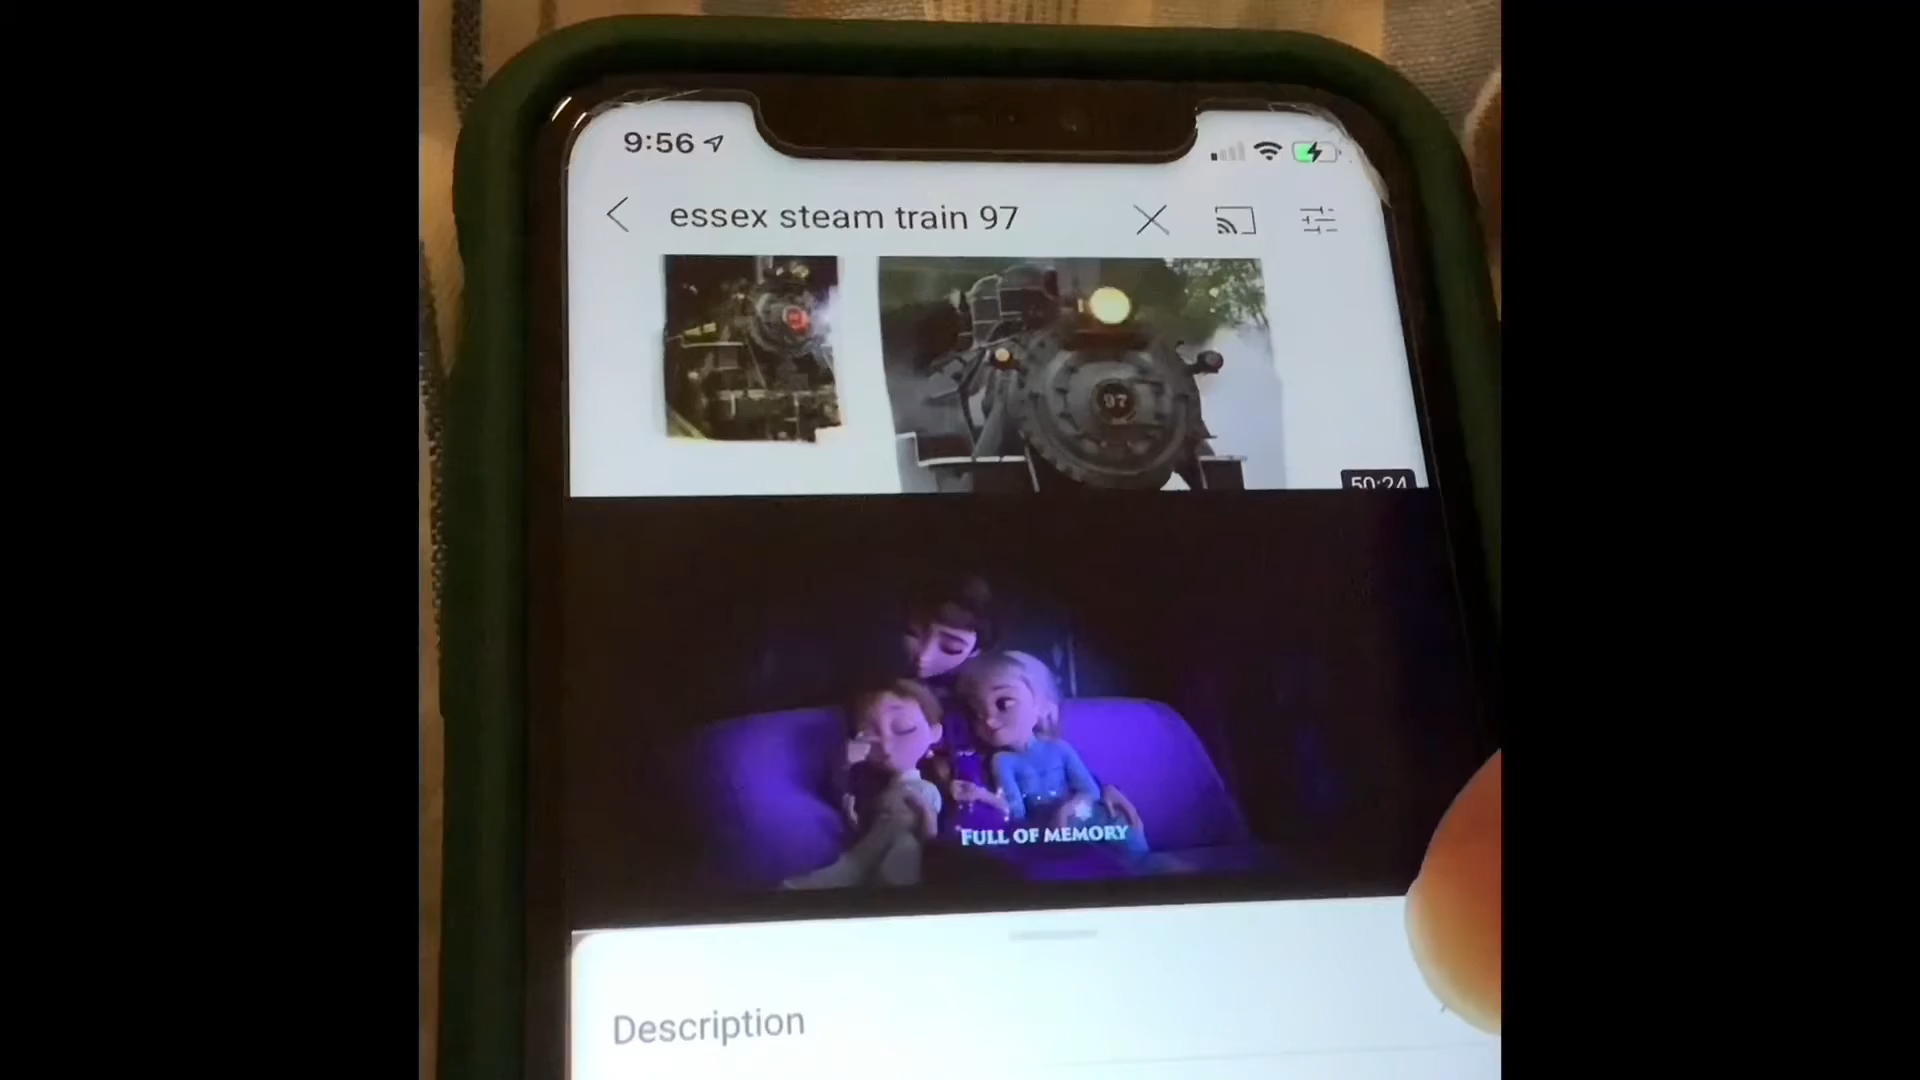 9:56
essex steam train 97
97
50:24
FULL OF MEMORY
Description